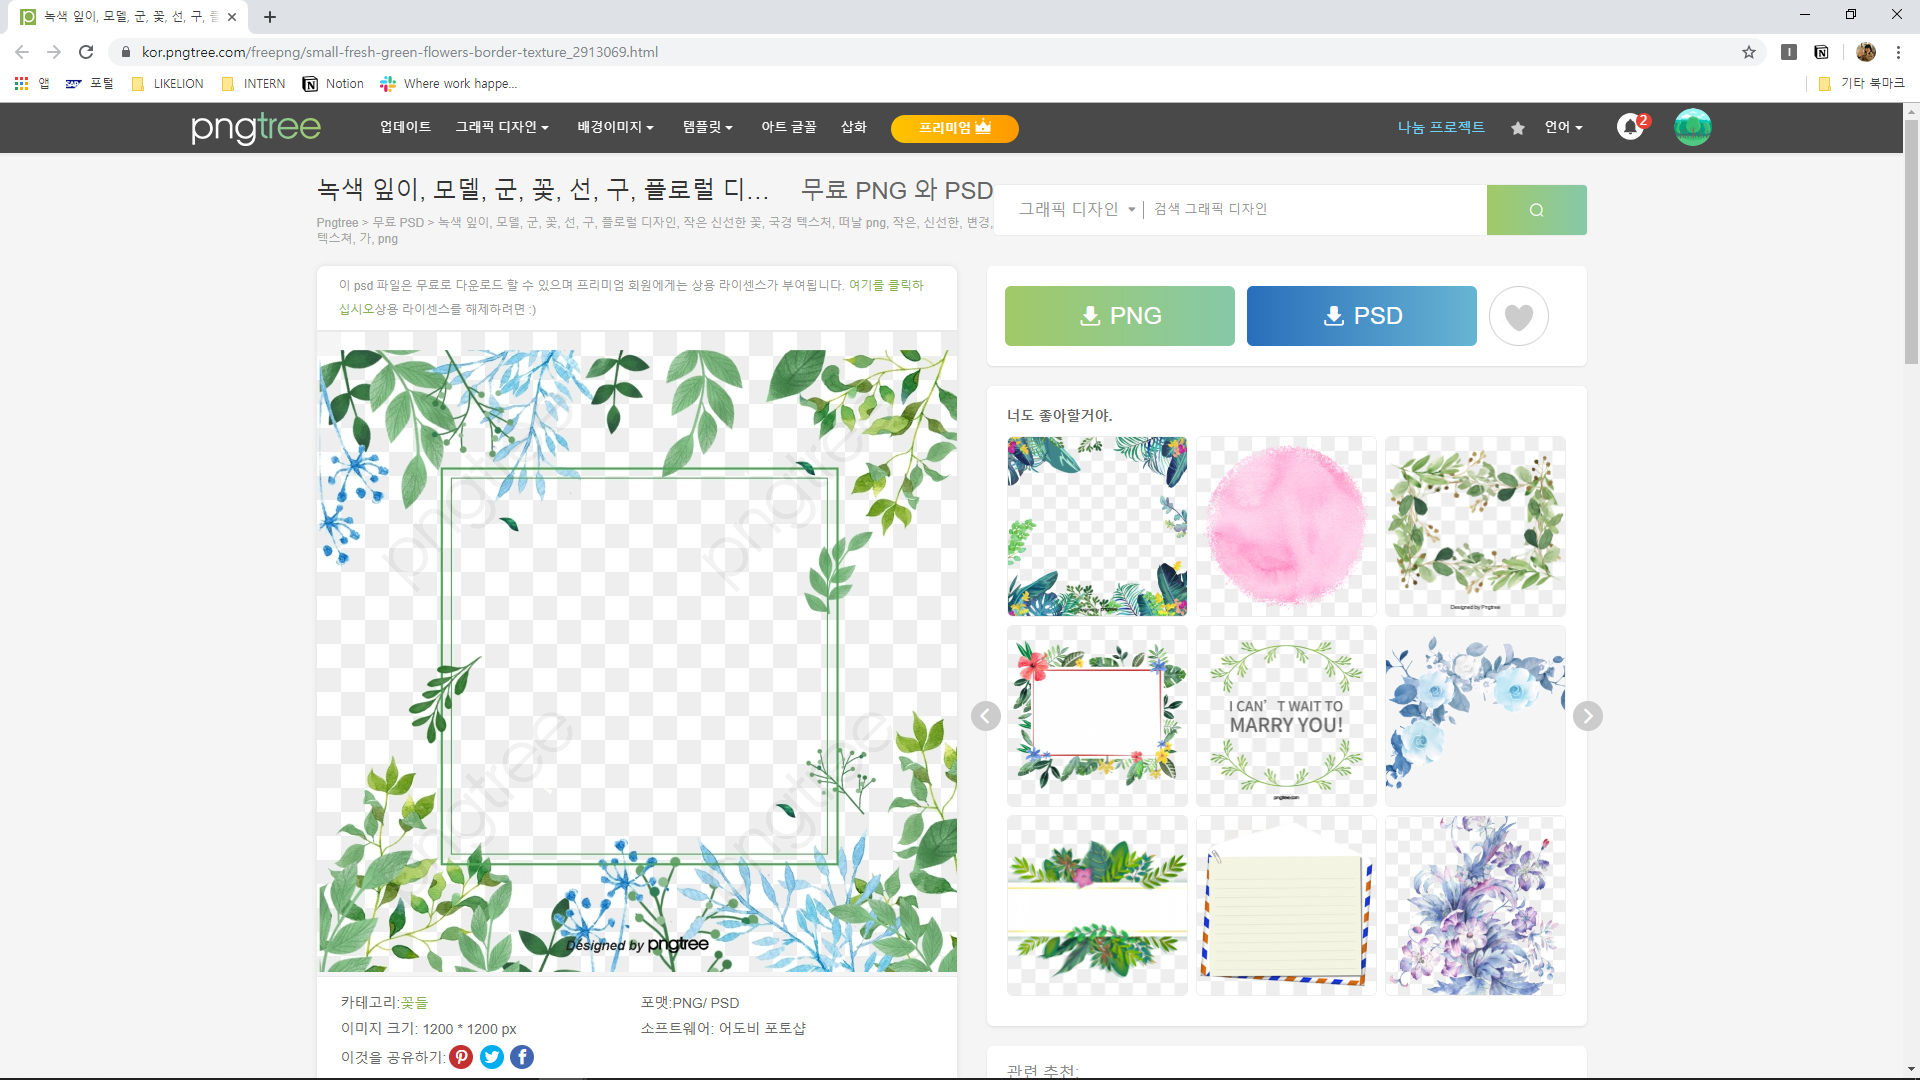 녹색 잎이, 모델, 군, 꽃, 선, 구, 플
kor.pngtree.com/freepng/small-fresh-green-flowers-border-texture_2913069.html
앱 포털 LIKELION INTERN Notion Where work happe... 기타 북마크
pngtree 업데이트 그래픽 디자인 배경이미지 템플릿 아트 글꼴 삽화 프리미엄 나눔 프로젝트 언어 2
녹색 잎이, 모델, 군, 꽃, 선, 구, 플로럴 디... 무료 PNG 와 PSD
그래픽 디자인 검색 그래픽 디자인
Pngtree > 무료 PSD > 녹색 잎이, 모델, 군, 꽃, 선, 구, 플로럴 디자인, 작은 신선한 꽃, 국경 텍스처, 떠날 png, 작은, 신선한, 변경,
텍스쳐, 가, png
이 psd 파일은 무료로 다운로드 할 수 있으며 프리미엄 회원에게는 상용 라이센스가 부여됩니다. 여기를 클릭하
십시오상용 라이센스를 해제하려면 :)
PNG PSD
너도 좋아할거야.
pngtree pngtree
pngtree pngtree
Designed by pngtree
Designed by Pngtree
I CAN'T WAIT TO
MARRY YOU!
pngtree.com
카테고리:꽃들 포맷:PNG/ PSD
이미지 크기: 1200 * 1200 px 소프트웨어: 어도비 포토샵
이것을 공유하기:
관련 추천: